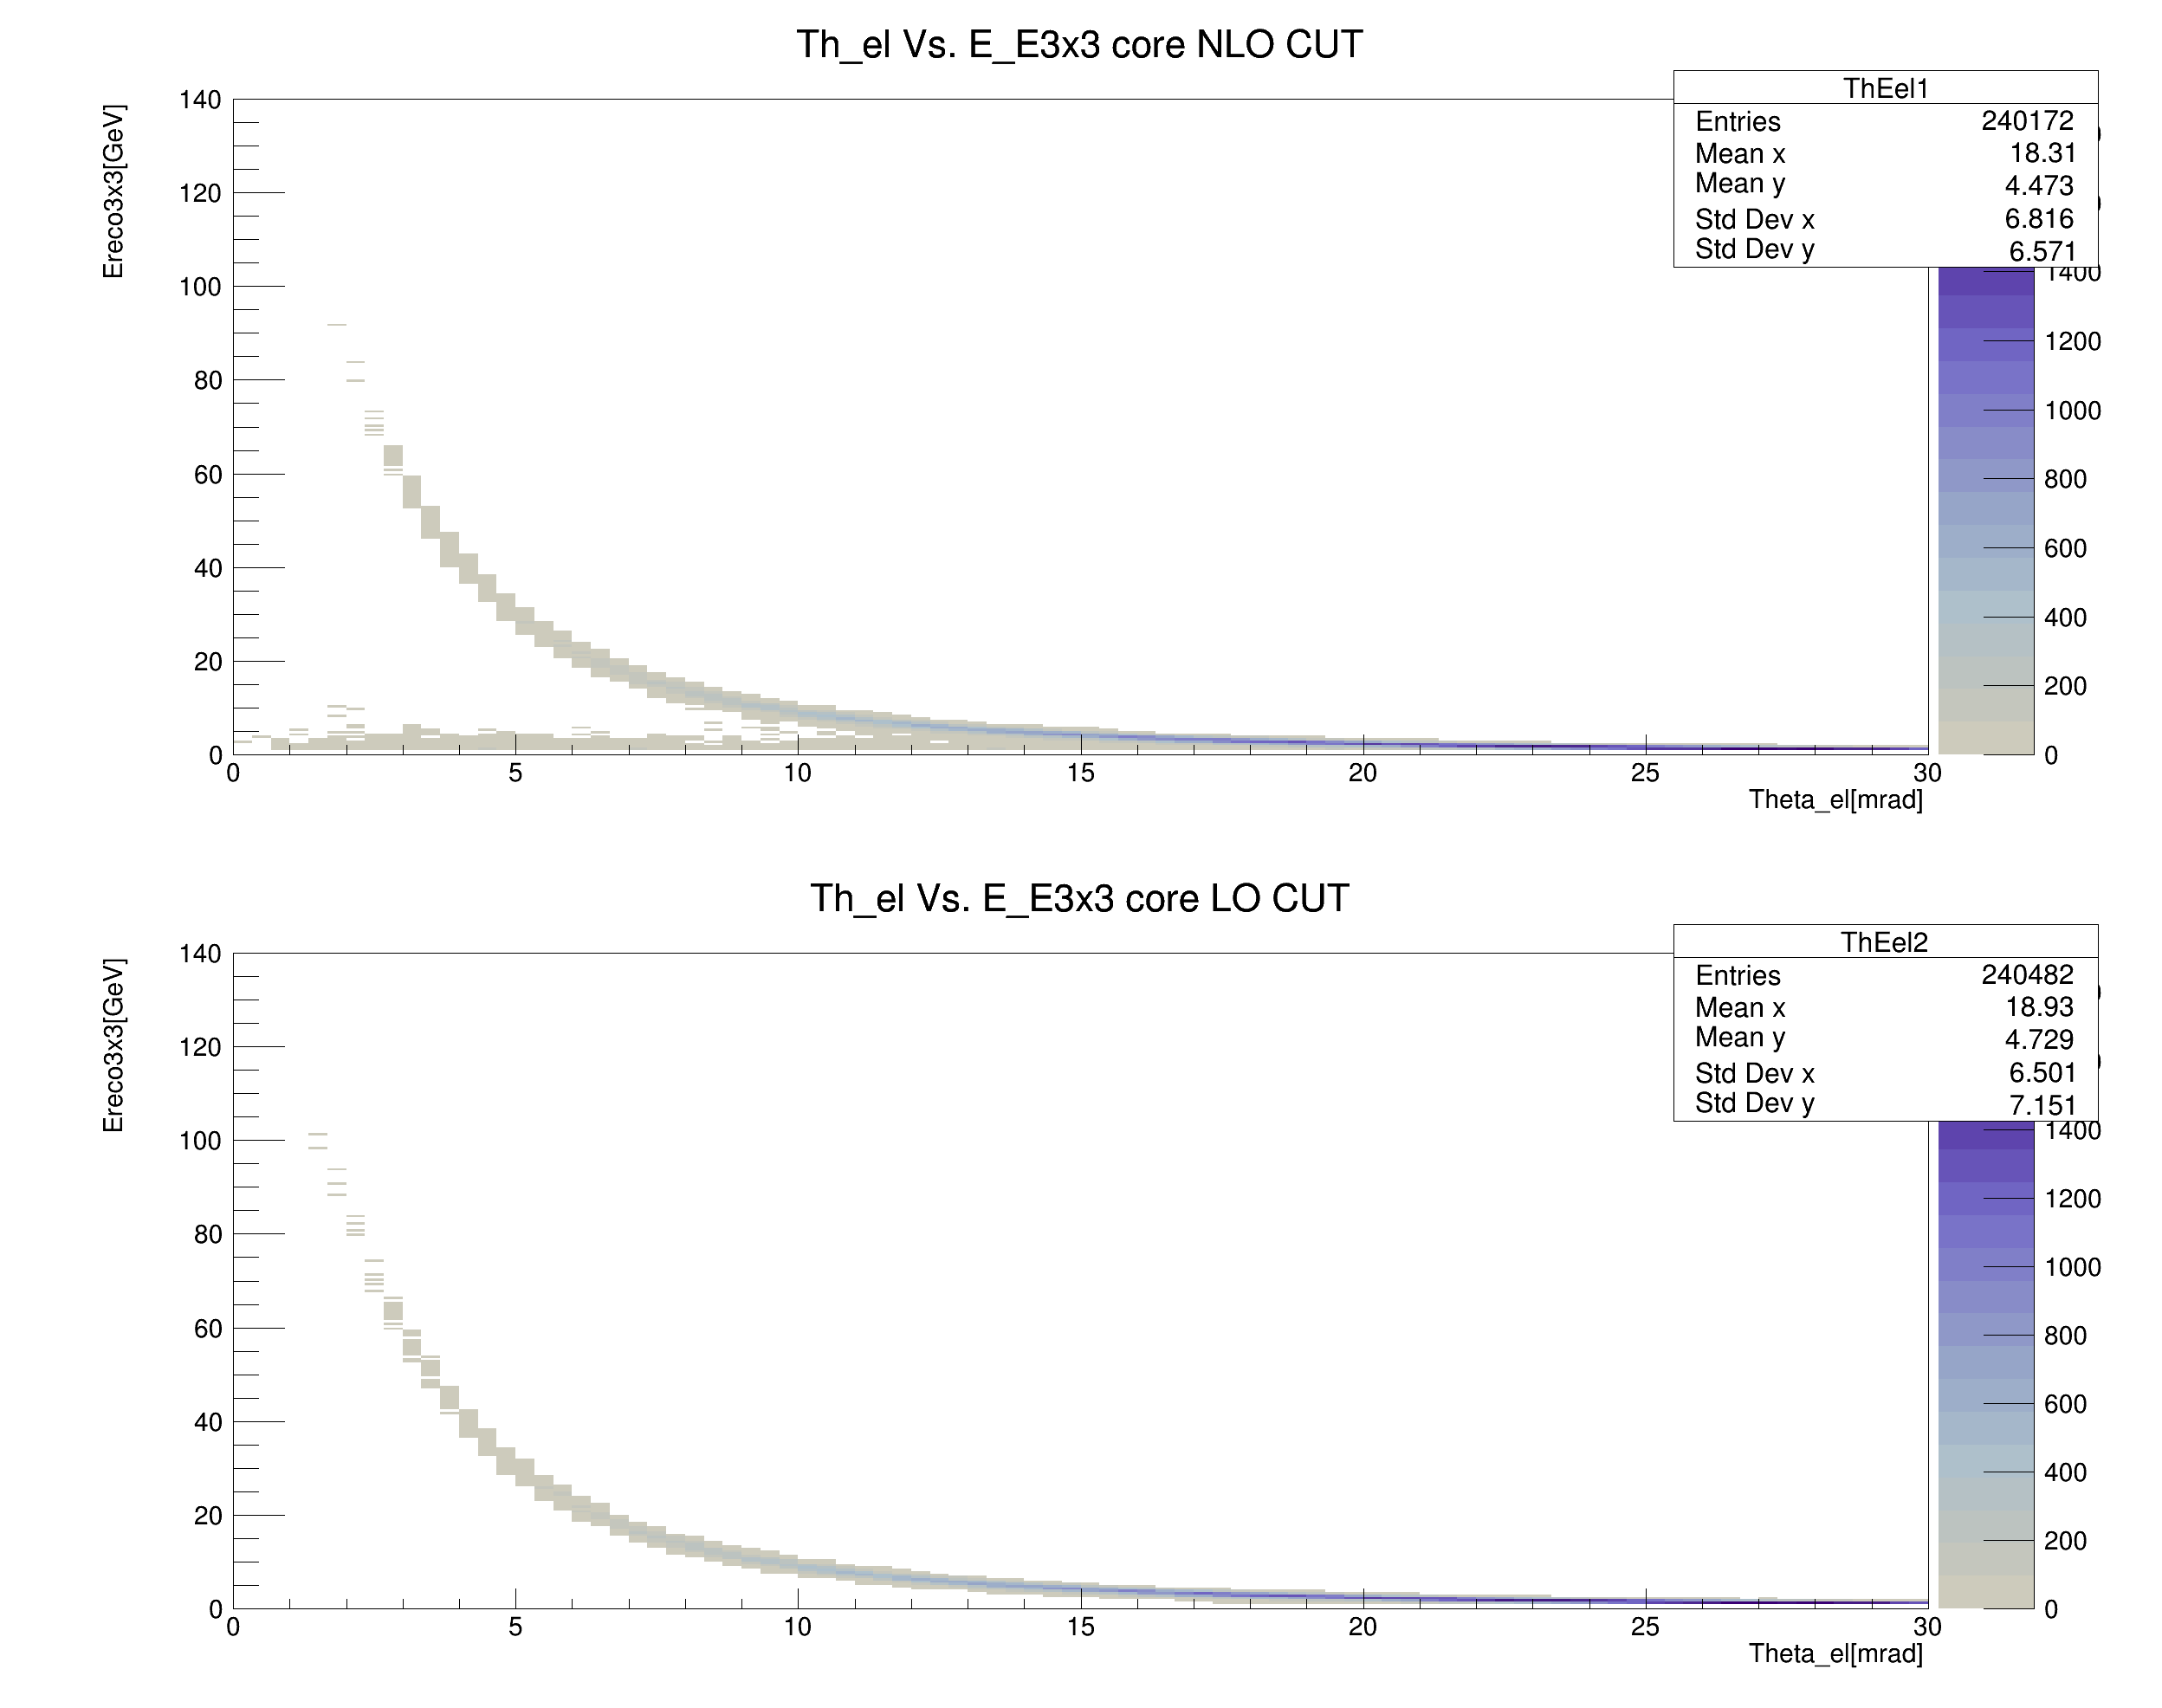 Th_el Vs. E_E3x3 core NLO CUT
Ereco3x3[GeV]
140
120
100
80
60
40
20
0
0 5 10 15 20 25 30
Theta_el[mrad]
ThEel1
Entries 240172
Mean x 18.31
Mean y 4.473
Std Dev x 6.816
Std Dev y 6.571
1400
1200
1000
800
600
400
200
0
Th_el Vs. E_E3x3 core LO CUT
Ereco3x3[GeV]
140
120
100
80
60
40
20
0
0 5 10 15 20 25 30
Theta_el[mrad]
ThEel2
Entries 240482
Mean x 18.93
Mean y 4.729
Std Dev x 6.501
Std Dev y 7.151
1400
1200
1000
800
600
400
200
0